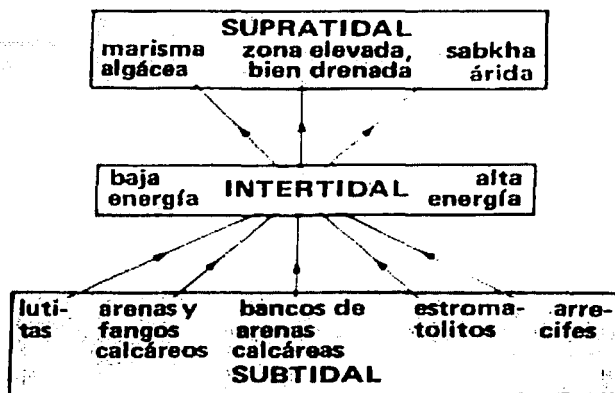 SUPRATIDAL
marisma zona elevada, sabkha
algácea bien drenada árida
baja INTERTIDAL alta
energía energía
luti- arenas y bancos de estroma- arre-
tas fangos arenas tólitos cifes
calcáreos calcáreas
SUBTIDAL